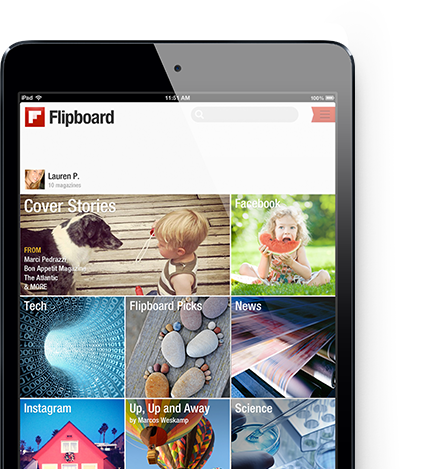 iPad 11:51 AM 100%
Flipboard
Lauren P.
10 magazines
Cover Stories
FROM
Marci Pedrazzi
Bon Appetit Magazine
The Atlantic
& MORE
Facebook
Tech
Flipboard Picks
News
Instagram
Up, Up and Away
by Marcos Weskamp
Science